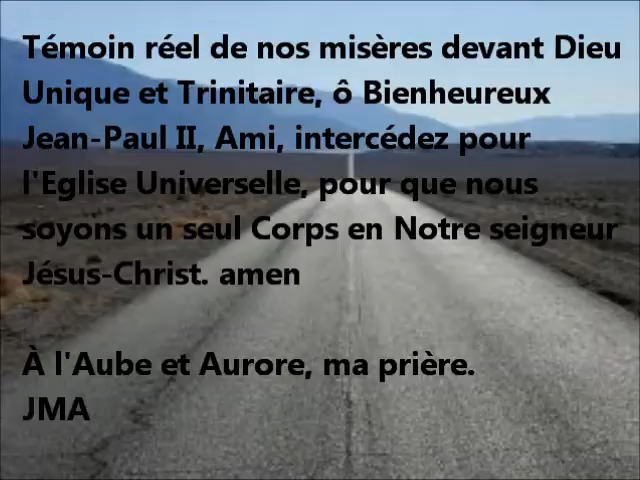 Témoin réel de nos misères devant Dieu
Unique et Trinitaire, ô Bienheureux
Jean-Paul II, Ami, intercédez pour
l'Eglise Universelle, pour que nous
soyons un seul Corps en Notre seigneur
Jésus-Christ. amen
À l'Aube et Aurore, ma prière.
JMA